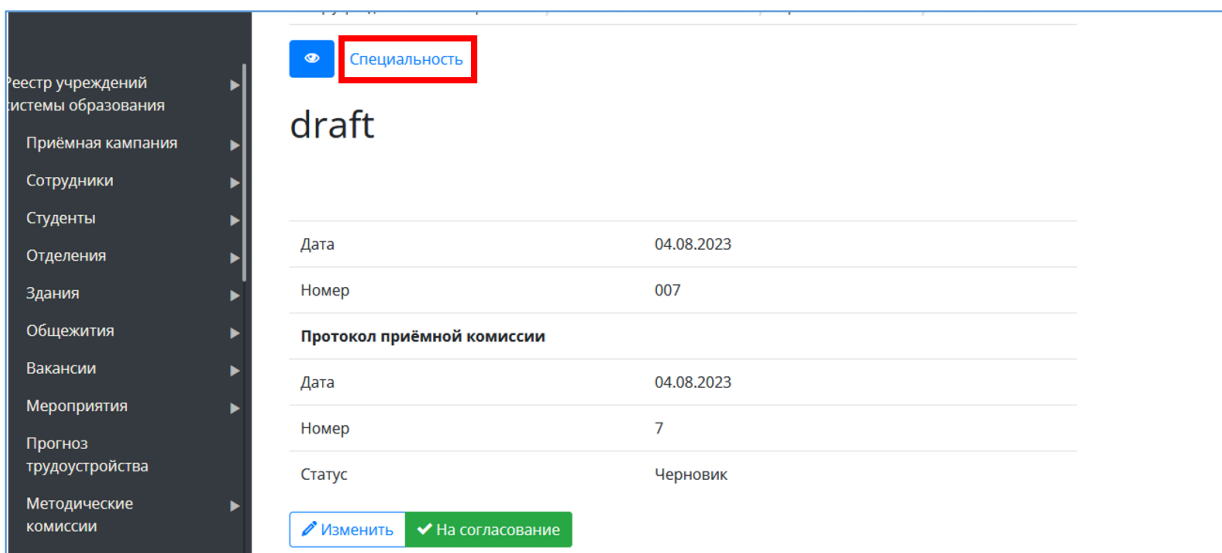 Специальность
Реестр учреждений
системы образования
draft
Приёмная кампания
Сотрудники
Студенты
Дата 04.08.2023
Отделения
Здания
Номер 007
Общежития
Протокол приёмной комиссии
Вакансии
Дата 04.08.2023
Мероприятия
Номер 7
Прогноз
трудоустройства
Статус Черновик
Методические
комиссии
Изменить На согласование